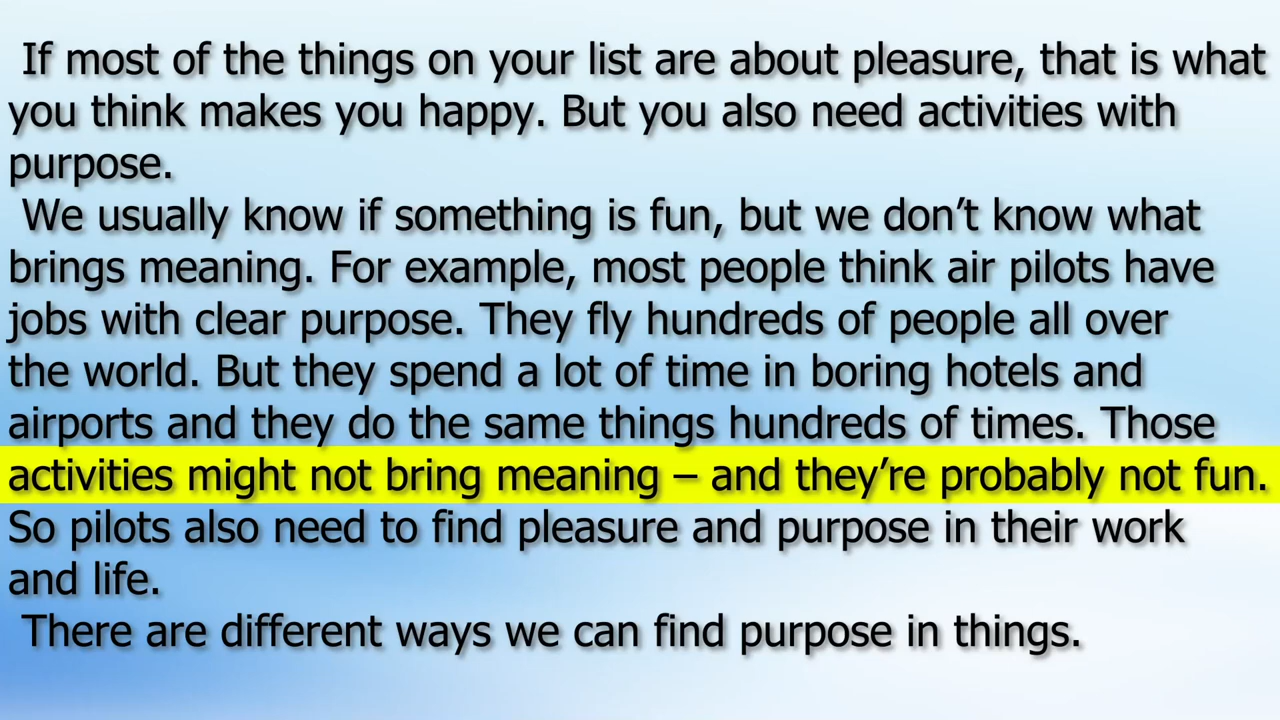 If most of the things on your list are about pleasure, that is what
you think makes you happy. But you also need activities with
purpose.
We usually know if something is fun, but we don’t know what
brings meaning. For example, most people think air pilots have
jobs with clear purpose. They fly hundreds of people all over
the world. But they spend a lot of time in boring hotels and
airports and they do the same things hundreds of times. Those
activities might not bring meaning – and they’re probably not fun.
So pilots also need to find pleasure and purpose in their work
and life.
There are different ways we can find purpose in things.